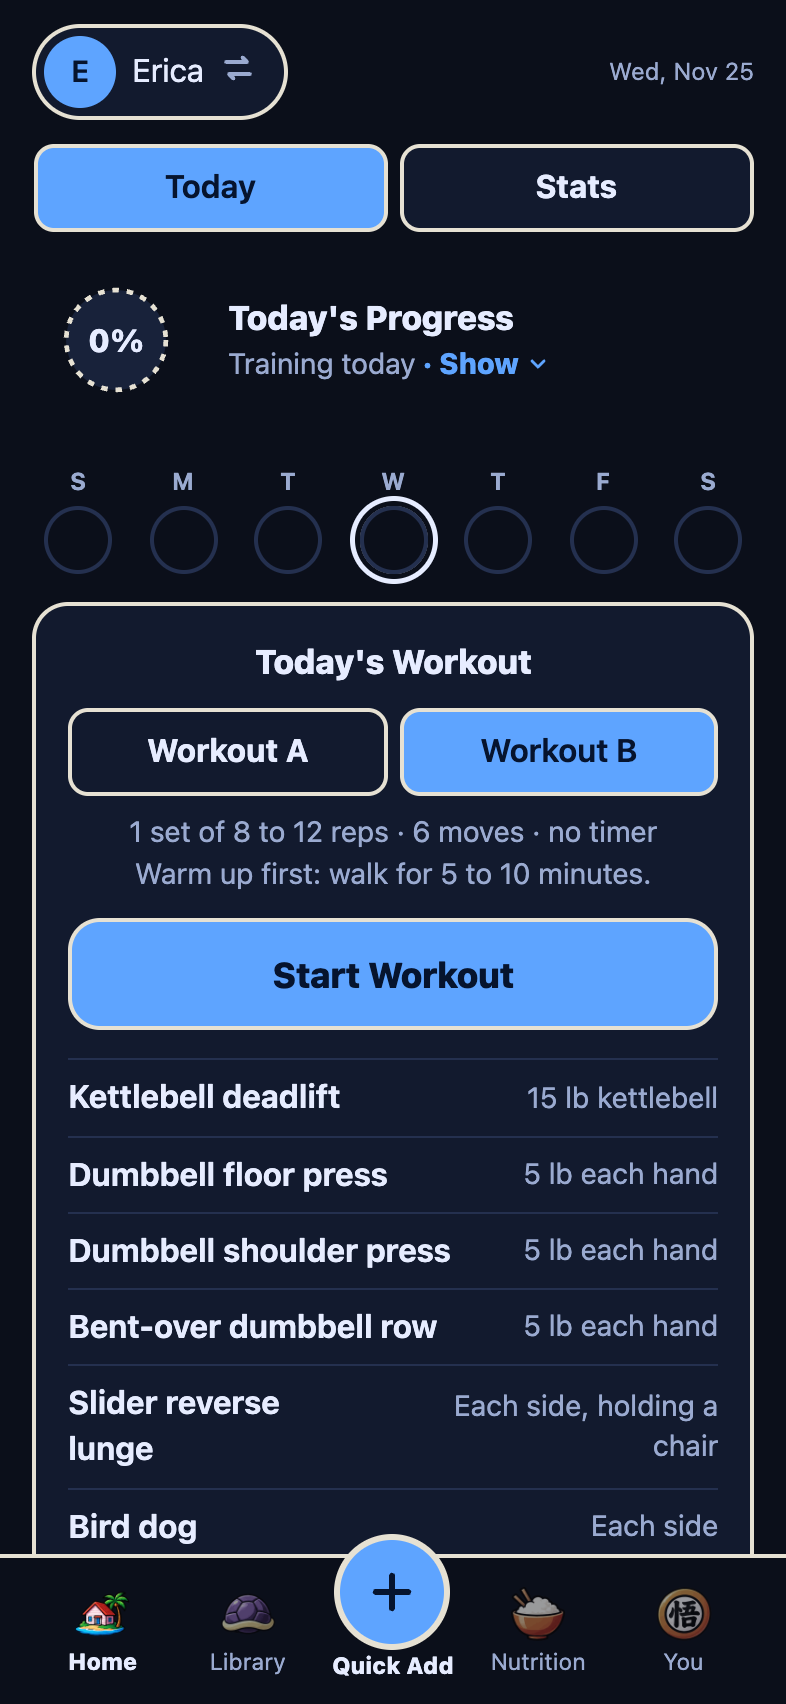 E Erica
Wed, Nov 25
Today
Stats
0%
Today's Progress
Training today · Show
S M T W T F S
Today's Workout
Workout A
Workout B
1 set of 8 to 12 reps · 6 moves · no timer
Warm up first: walk for 5 to 10 minutes.
Start Workout
Kettlebell deadlift 15 lb kettlebell
Dumbbell floor press 5 lb each hand
Dumbbell shoulder press 5 lb each hand
Bent-over dumbbell row 5 lb each hand
Slider reverse
lunge
Each side, holding a
chair
Bird dog Each side
悟
Home
Library
Quick Add
Nutrition
You